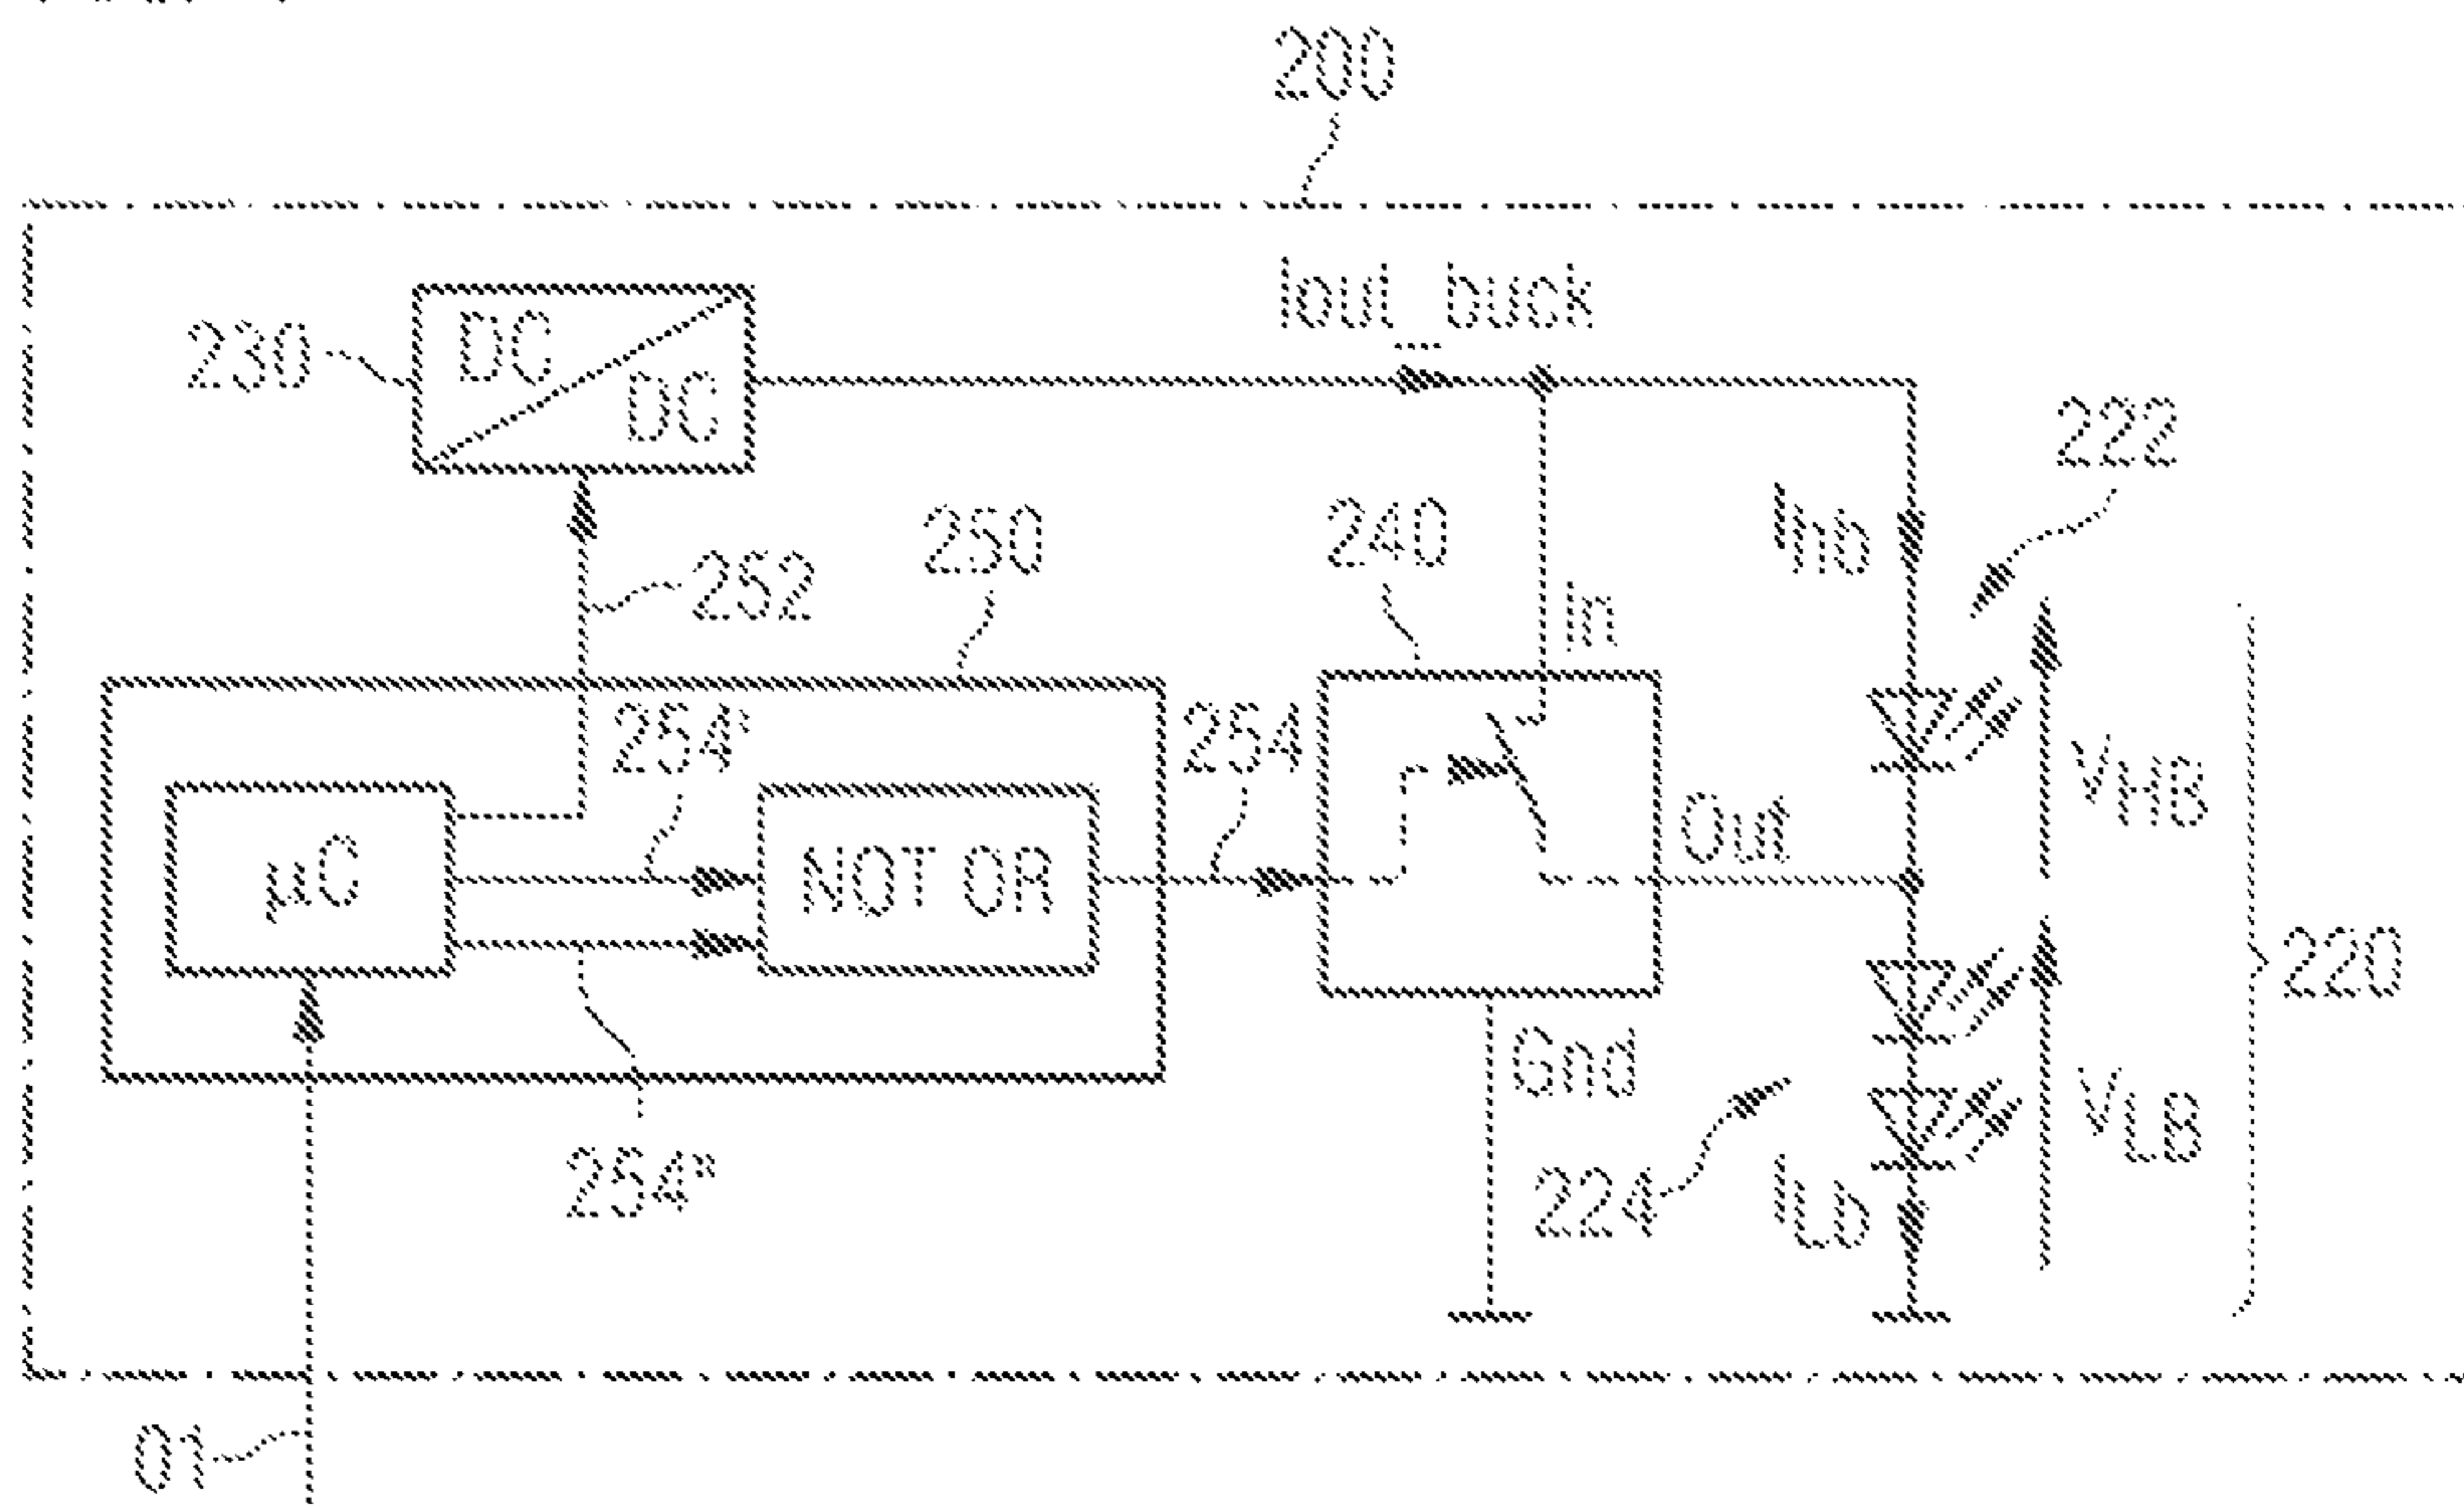 200
Iout_buck
230
DC
DC
222
250
240
Ihb
252
In
254'
254
VHB
Out
µC
NOT OR
220
Gnd
VLB
254"
224
ILb
01